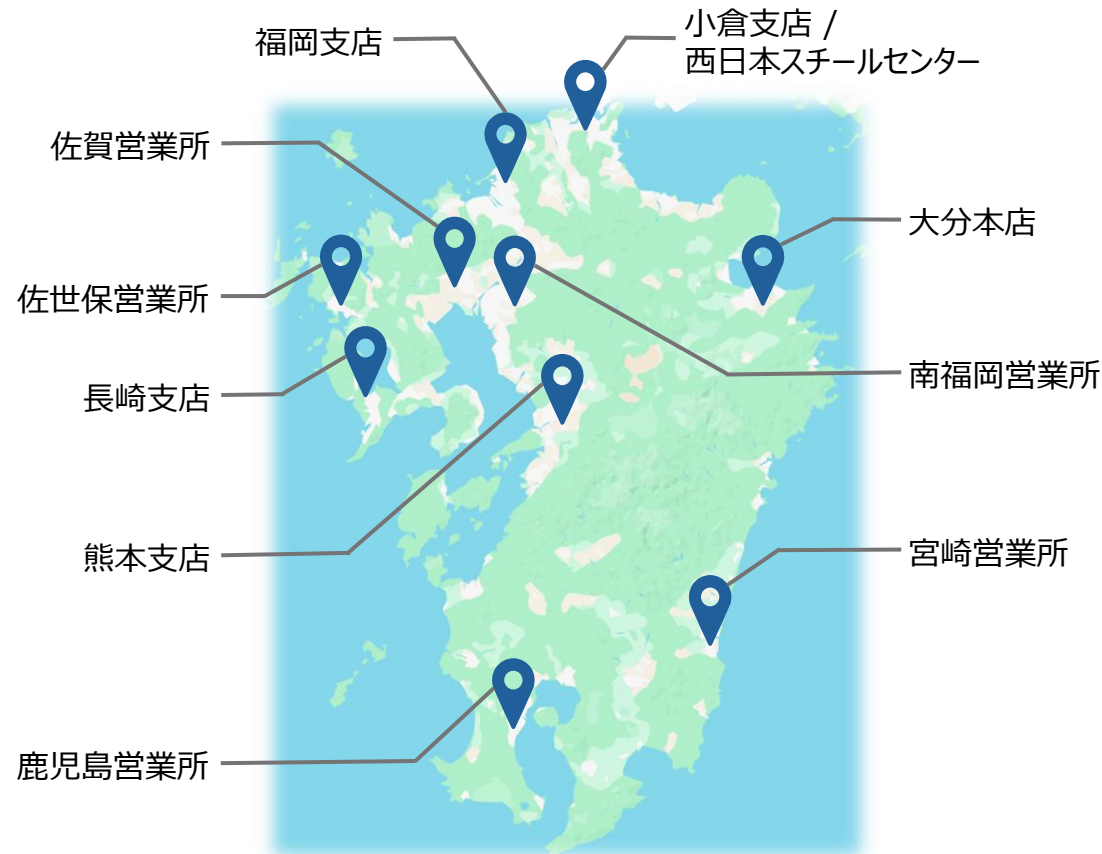 小倉支店 /
西日本スチールセンター
福岡支店
佐賀営業所
大分本店
佐世保営業所
南福岡営業所
長崎支店
熊本支店
宮崎営業所
鹿児島営業所